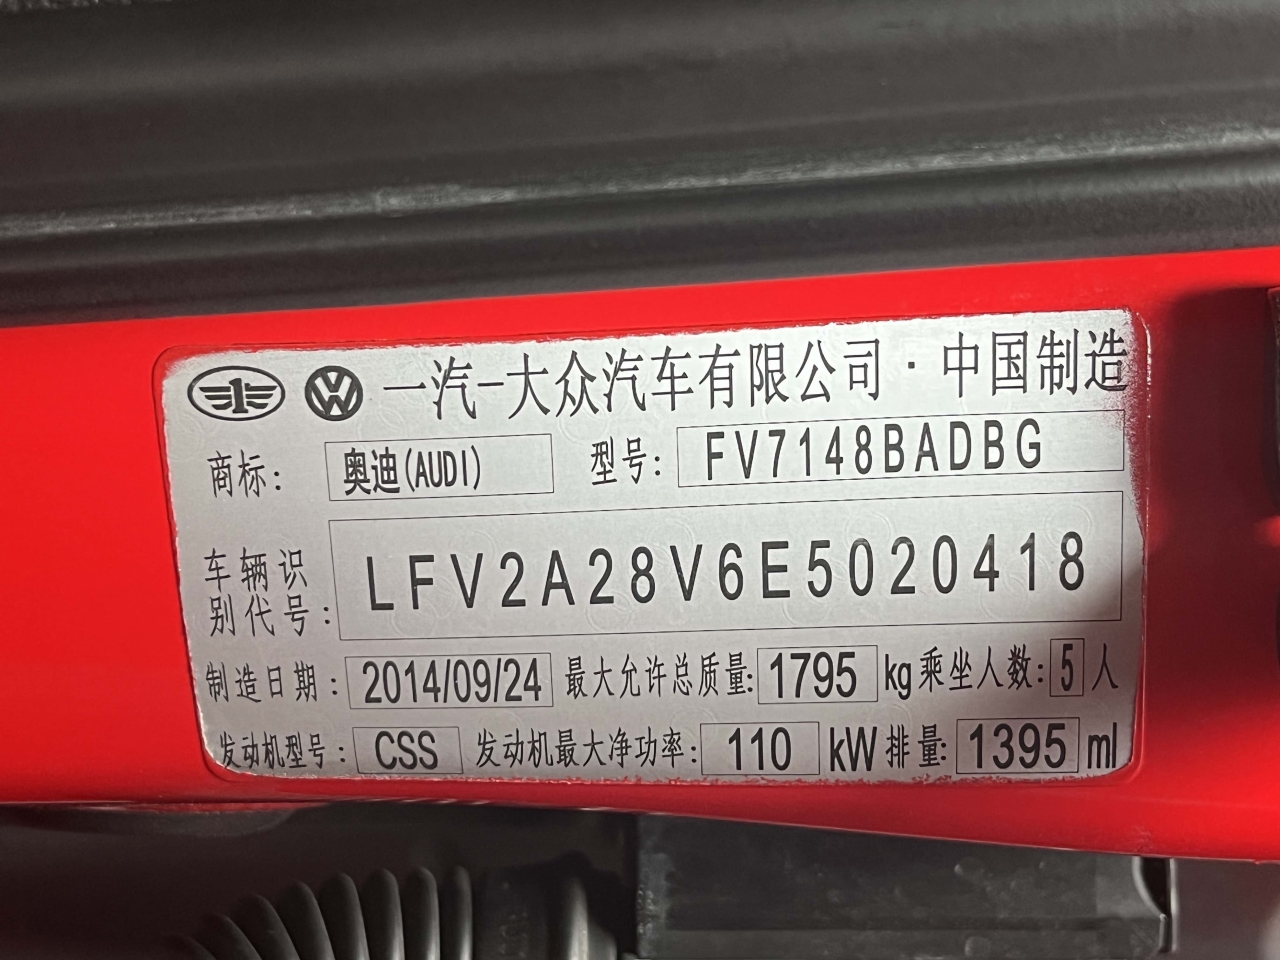 一汽-大众汽车有限公司·中国制造
商标: 奥迪(AUDI) 型号: FV7148BADBG
车辆识别代号: LFV2A28V6E5020418
制造日期: 2014/09/24 最大允许总质量: 1795 kg 乘坐人数: 5 人
发动机型号: CSS 发动机最大净功率: 110 kW 排量: 1395 ml